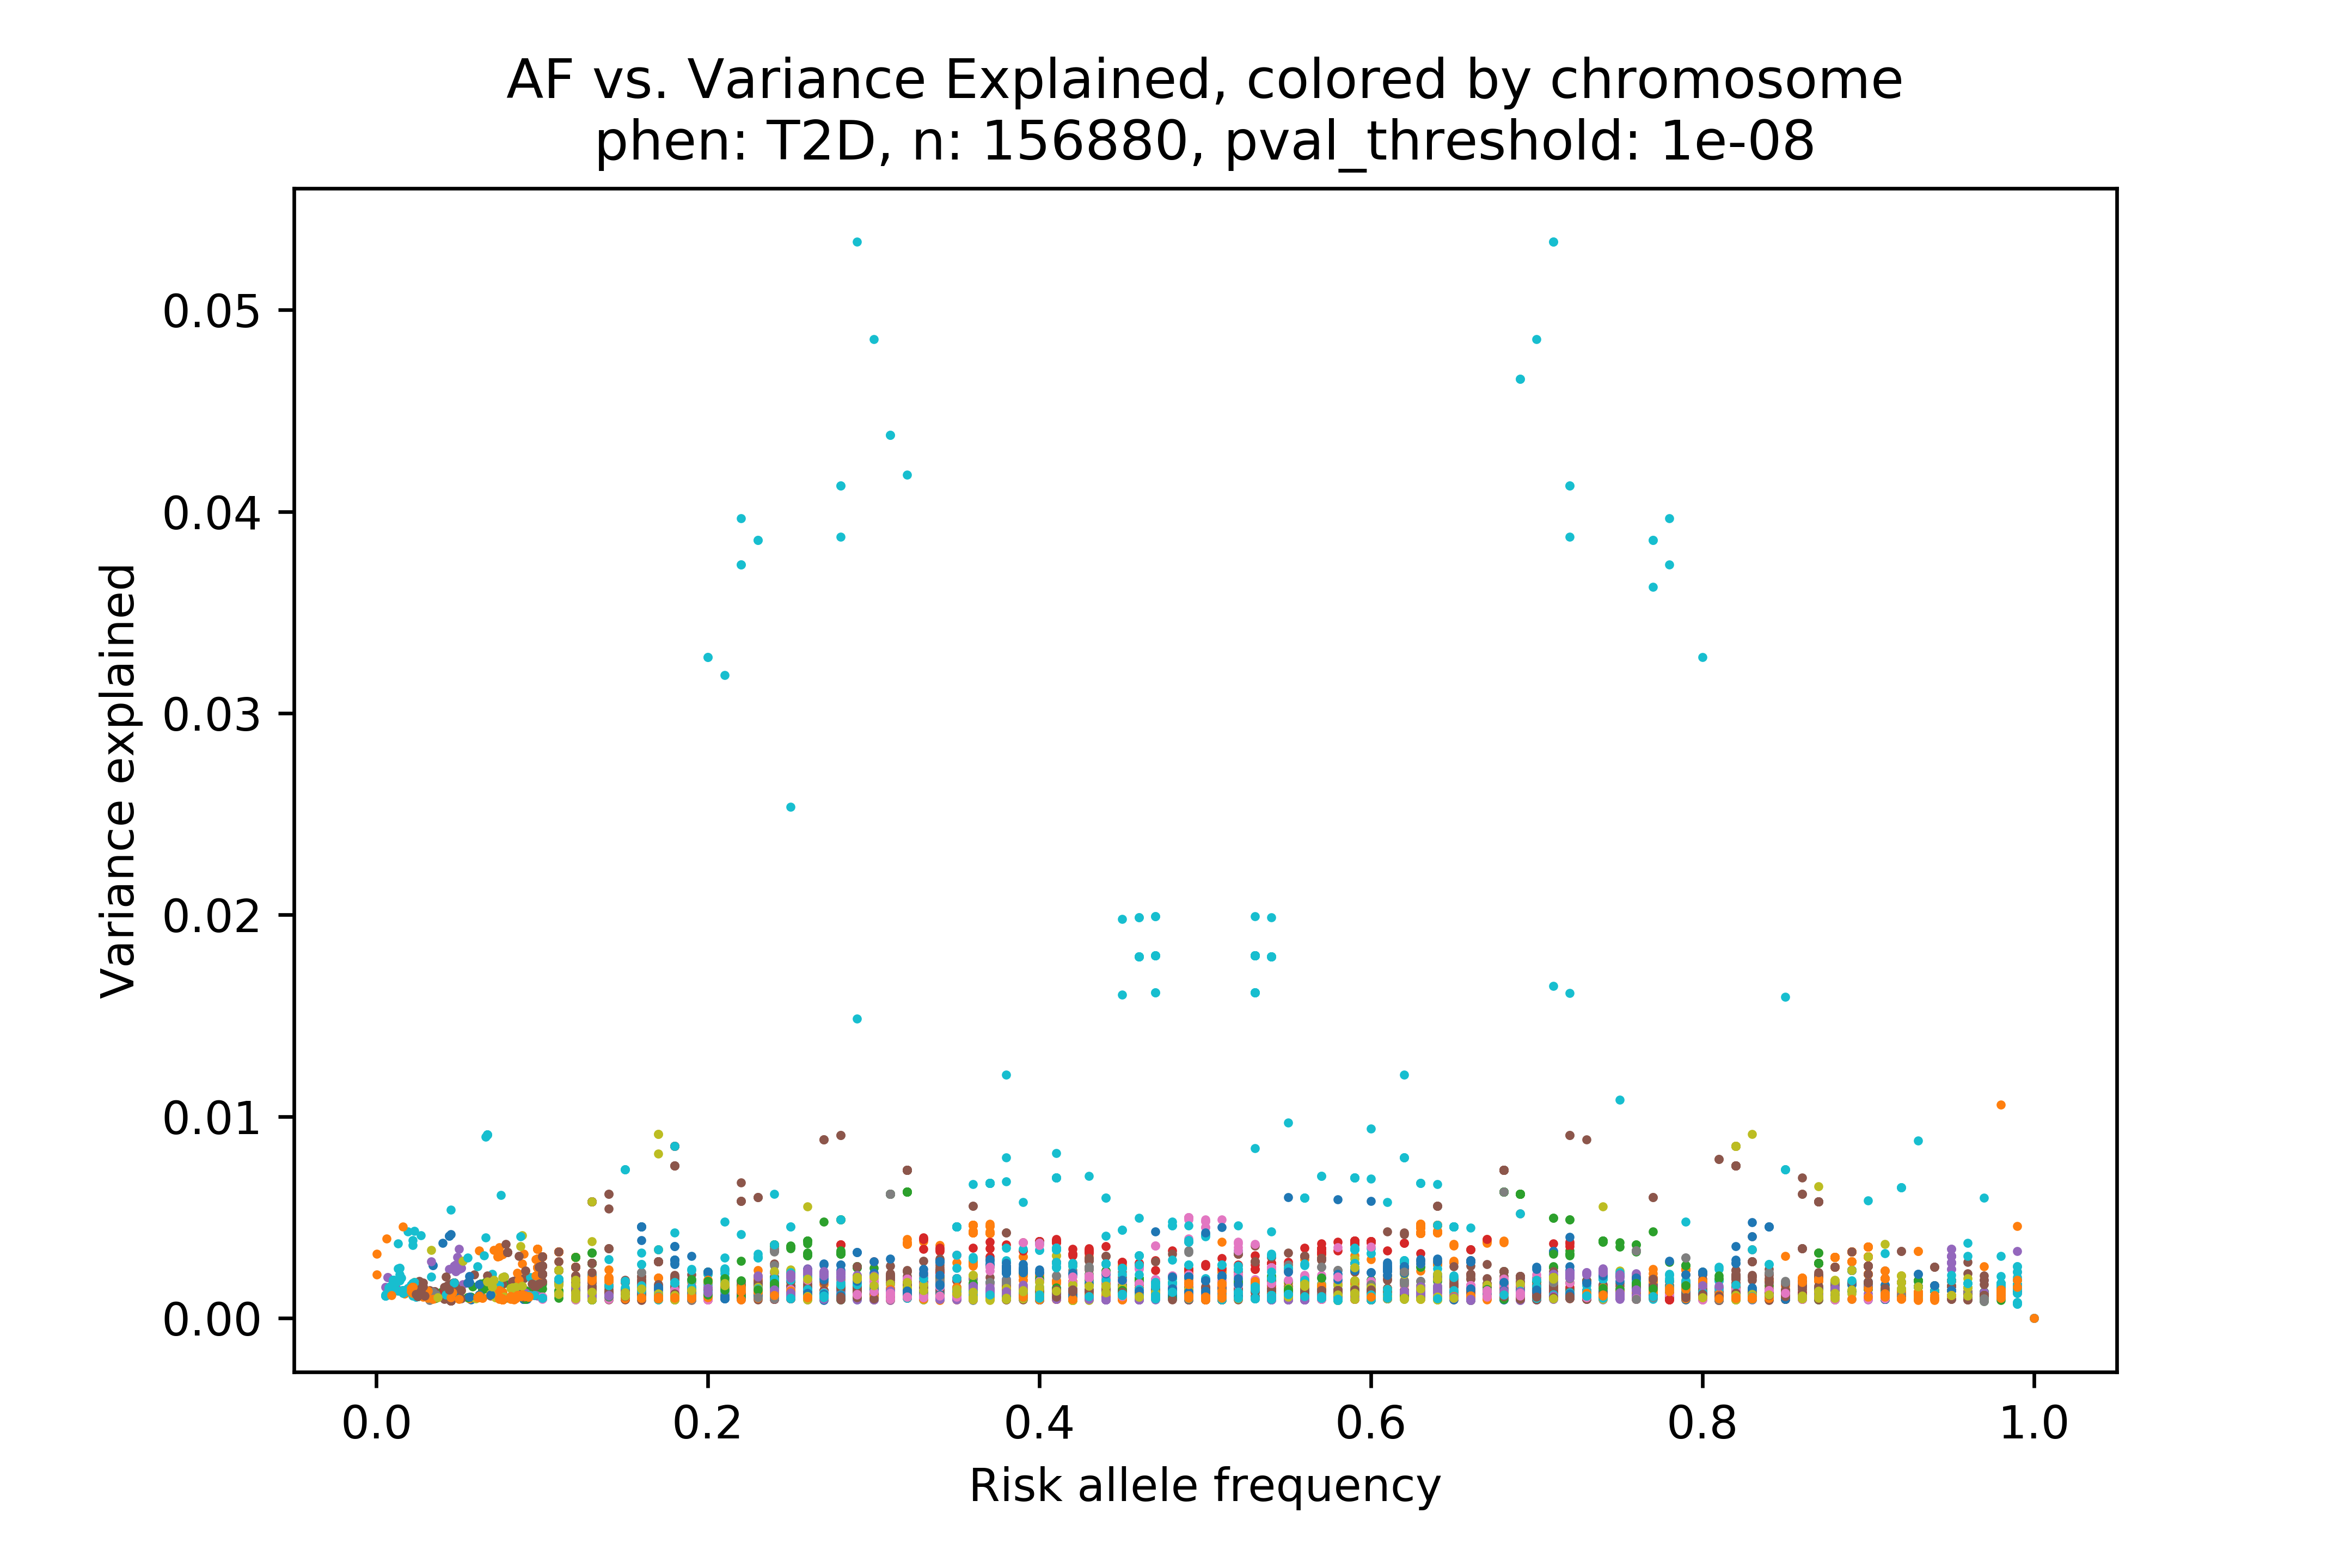 AF vs. Variance Explained, colored by chromosome
phen: T2D, n: 156880, pval_threshold: 1e-08
0.05
0.04
0.03
0.02
0.01
0.00
Variance explained
0.0 0.2 0.4 0.6 0.8 1.0
Risk allele frequency